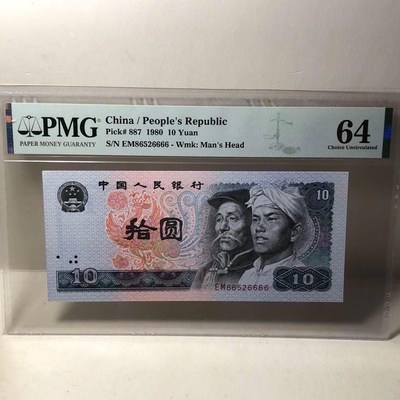 PMG
PAPER MONEY GUARANTY
China / People's Republic
Pick# 887 1980 10 Yuan
S/N EM86526666 - Wmk: Man's Head
64
Choice Uncirculated
中国人民银行
10
拾圆
10
10
EM86526666